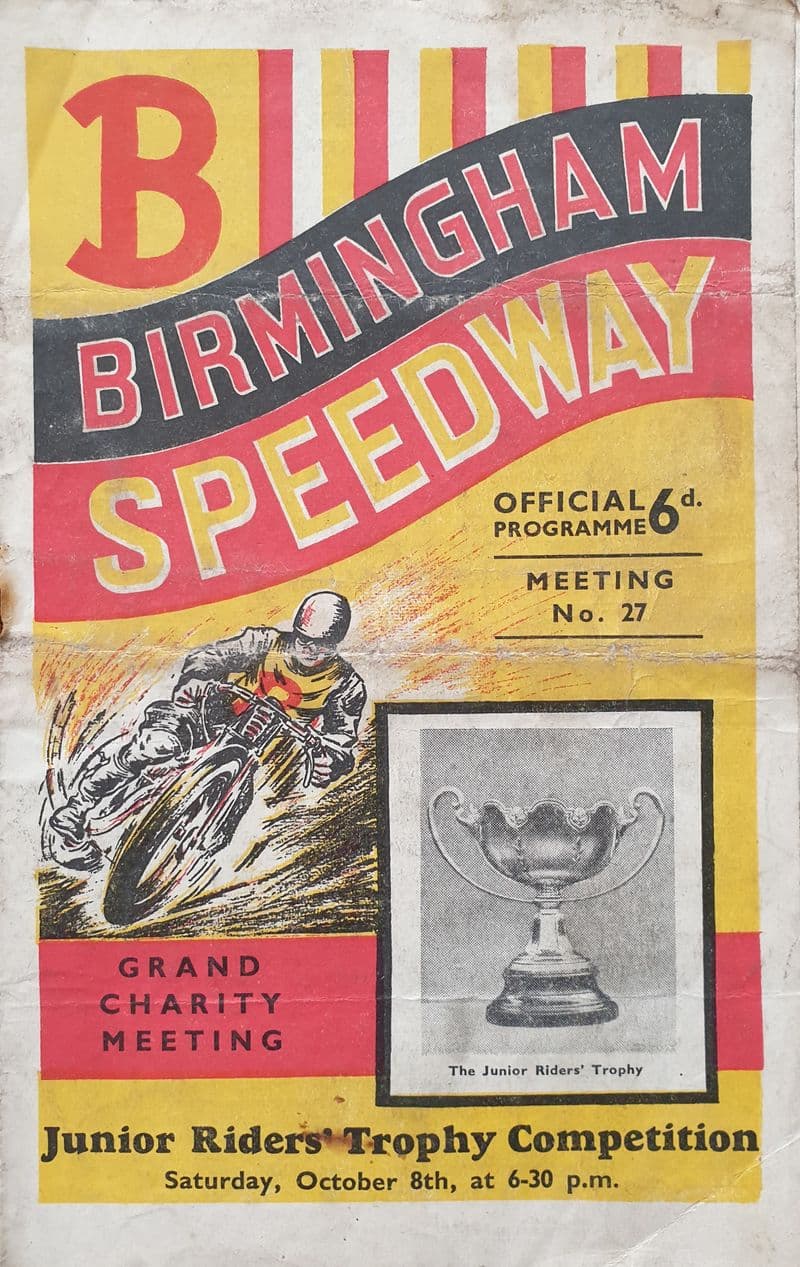 B
BIRMINGHAM
SPEEDWAY
OFFICIAL PROGRAMME 6d.
MEETING
No. 27
GRAND
CHARITY
MEETING
The Junior Riders' Trophy
Junior Riders' Trophy Competition
Saturday, October 8th, at 6-30 p.m.